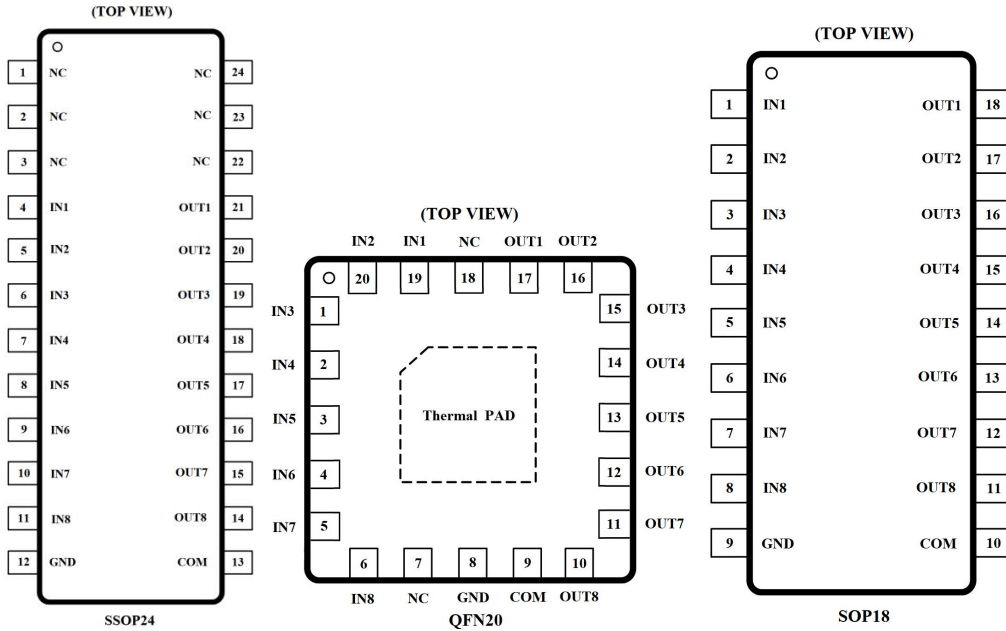 (TOP VIEW)
1 NC NC 24
2 NC NC 23
3 NC NC 22
4 IN1 OUT1 21
5 IN2 OUT2 20
6 IN3 OUT3 19
7 IN4 OUT4 18
8 IN5 OUT5 17
9 IN6 OUT6 16
10 IN7 OUT7 15
11 IN8 OUT8 14
12 GND COM 13
SSOP24
(TOP VIEW)
IN2 IN1 NC OUT1 OUT2
20 19 18 17 16
IN3 1 15 OUT3
IN4 2 14 OUT4
Thermal PAD
IN5 3 13 OUT5
IN6 4 12 OUT6
IN7 5 11 OUT7
6 7 8 9 10
IN8 NC GND COM OUT8
QFN20
(TOP VIEW)
1 IN1 OUT1 18
2 IN2 OUT2 17
3 IN3 OUT3 16
4 IN4 OUT4 15
5 IN5 OUT5 14
6 IN6 OUT6 13
7 IN7 OUT7 12
8 IN8 OUT8 11
9 GND COM 10
SOP18